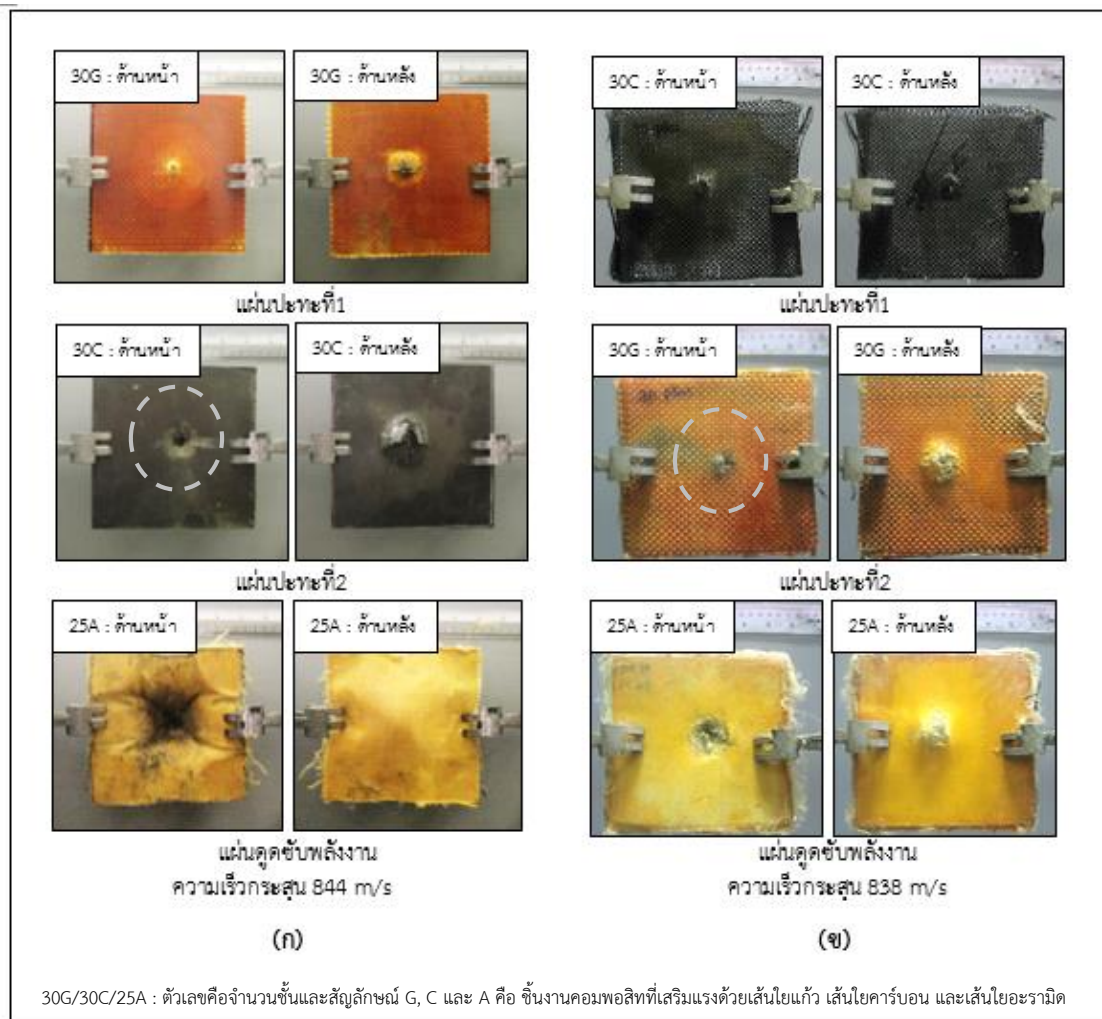 30G : ด้านหน้า
30G : ด้านหลัง
แผ่นปะทะที่1
30C : ด้านหน้า
30C : ด้านหลัง
แผ่นปะทะที่2
25A : ด้านหน้า
25A : ด้านหลัง
แผ่นดูดซับพลังงาน
ความเร็วกระสุน 844 m/s
(ก)
30C : ด้านหน้า
30C : ด้านหลัง
แผ่นปะทะที่1
30G : ด้านหน้า
30G : ด้านหลัง
แผ่นปะทะที่2
25A : ด้านหน้า
25A : ด้านหลัง
แผ่นดูดซับพลังงาน
ความเร็วกระสุน 838 m/s
(ข)
30G/30C/25A : ตัวเลขคือจำนวนชั้นและสัญลักษณ์ G, C และ A คือ ชิ้นงานคอมพอสิทที่เสริมแรงด้วยเส้นใยแก้ว เส้นใยคาร์บอน และเส้นใยอะรามิด